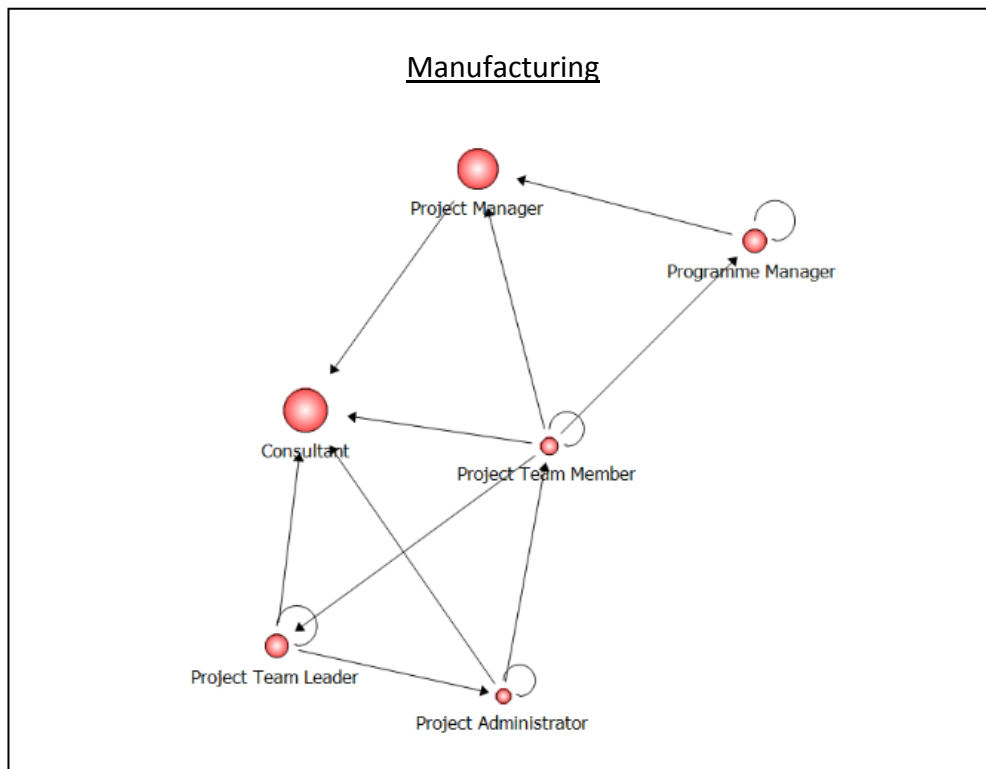 Manufacturing
Project Manager
Programme Manager
Consultant
Project Team Member
Project Team Leader
Project Administrator